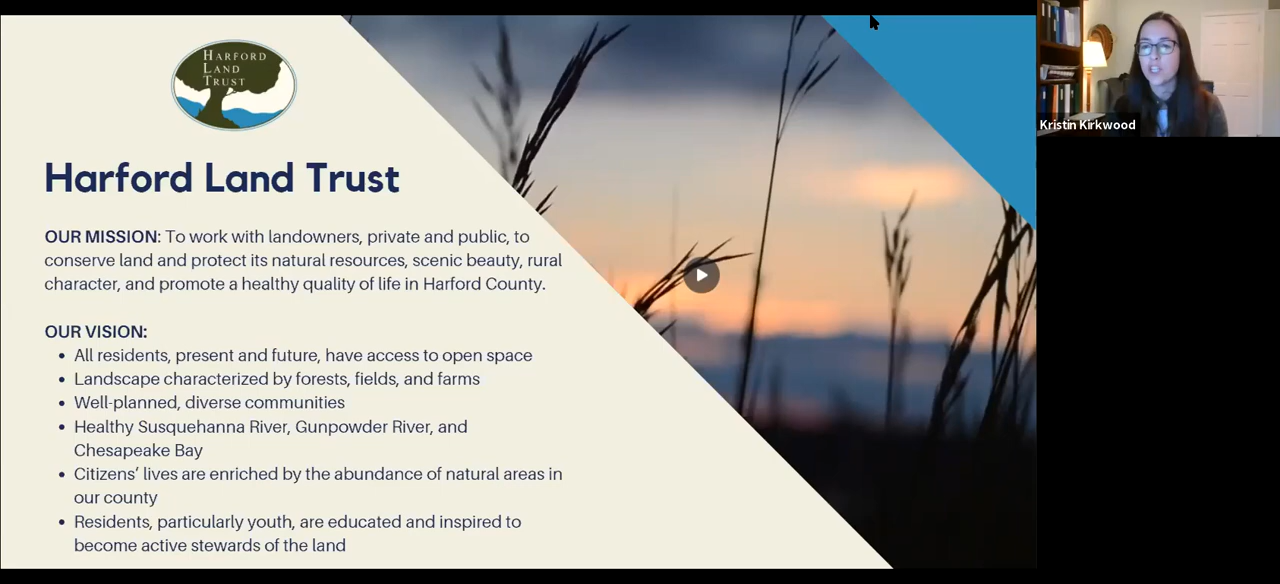 HARFORD
LAND
TRUST
Harford Land Trust
OUR MISSION: To work with landowners, private and public, to
conserve land and protect its natural resources, scenic beauty, rural
character, and promote a healthy quality of life in Harford County.
OUR VISION:
• All residents, present and future, have access to open space
• Landscape characterized by forests, fields, and farms
• Well-planned, diverse communities
• Healthy Susquehanna River, Gunpowder River, and
Chesapeake Bay
• Citizens’ lives are enriched by the abundance of natural areas in
our county
• Residents, particularly youth, are educated and inspired to
become active stewards of the land
Kristin Kirkwood